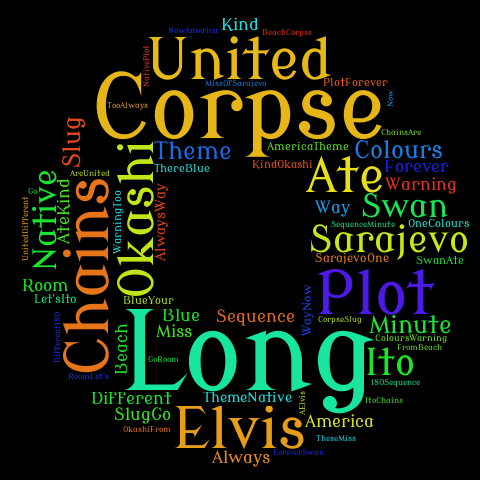 Kind
NowAmerica
BeachCorpse
United
NativePlot
MissOfSarajevo
PlotForever
Corpse
Now
TooAlways
ChainsAre
Slug
Okashi
Theme
AmericaTheme
Colours
ThereBlue
KindOkashi
Forever
AreUnited
Ate
Warning
Native
AteKind
Chains
WarningToo
AlwaysWay
Go
UnitedDifferent
Way
Swan
SequenceMinute
OneColours
Sarajevo
SarajevoOne
SwanAte
Room
Let'sIto
BlueYour
Plot
Blue
Sequence
WayNow
CorpseSlug
Minute
Miss
Beach
Long
ColoursWarning
Different180
FromBeach
GoRoom
Ito
RoomLet's
180Sequence
Different
ThemeNative
AElvis
ItoChains
SlugGo
Elvis
America
OkashiFrom
TheseMiss
Always
ForeverSwan